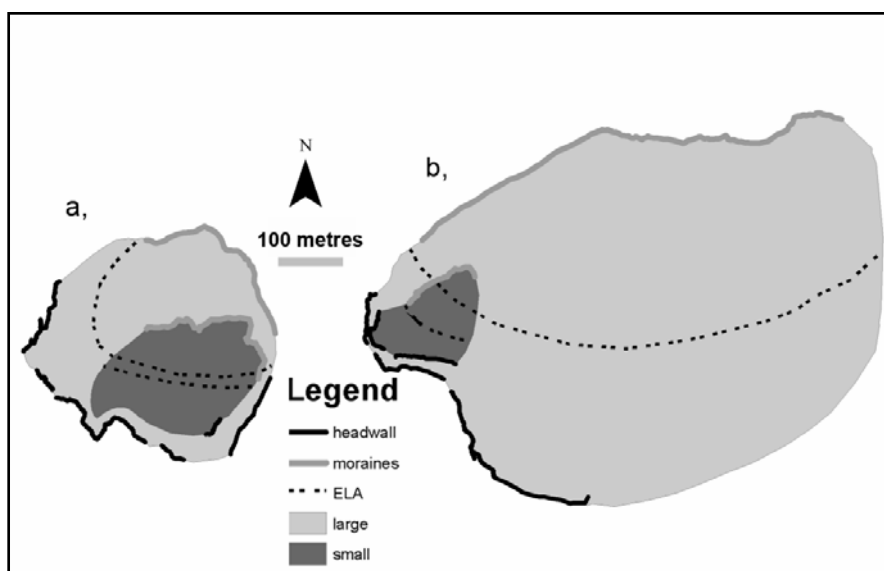 N
b,
a,
100 metres
Legend
headwall
moraines
ELA
large
small